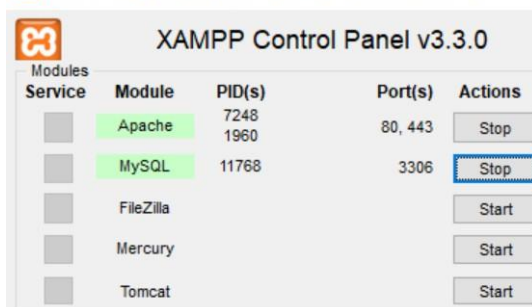 XAMPP Control Panel v3.3.0
Modules
Service Module PID(s) Port(s) Actions
Apache 7248 1960 80, 443 Stop
MySQL 11768 3306 Stop
FileZilla Start
Mercury Start
Tomcat Start